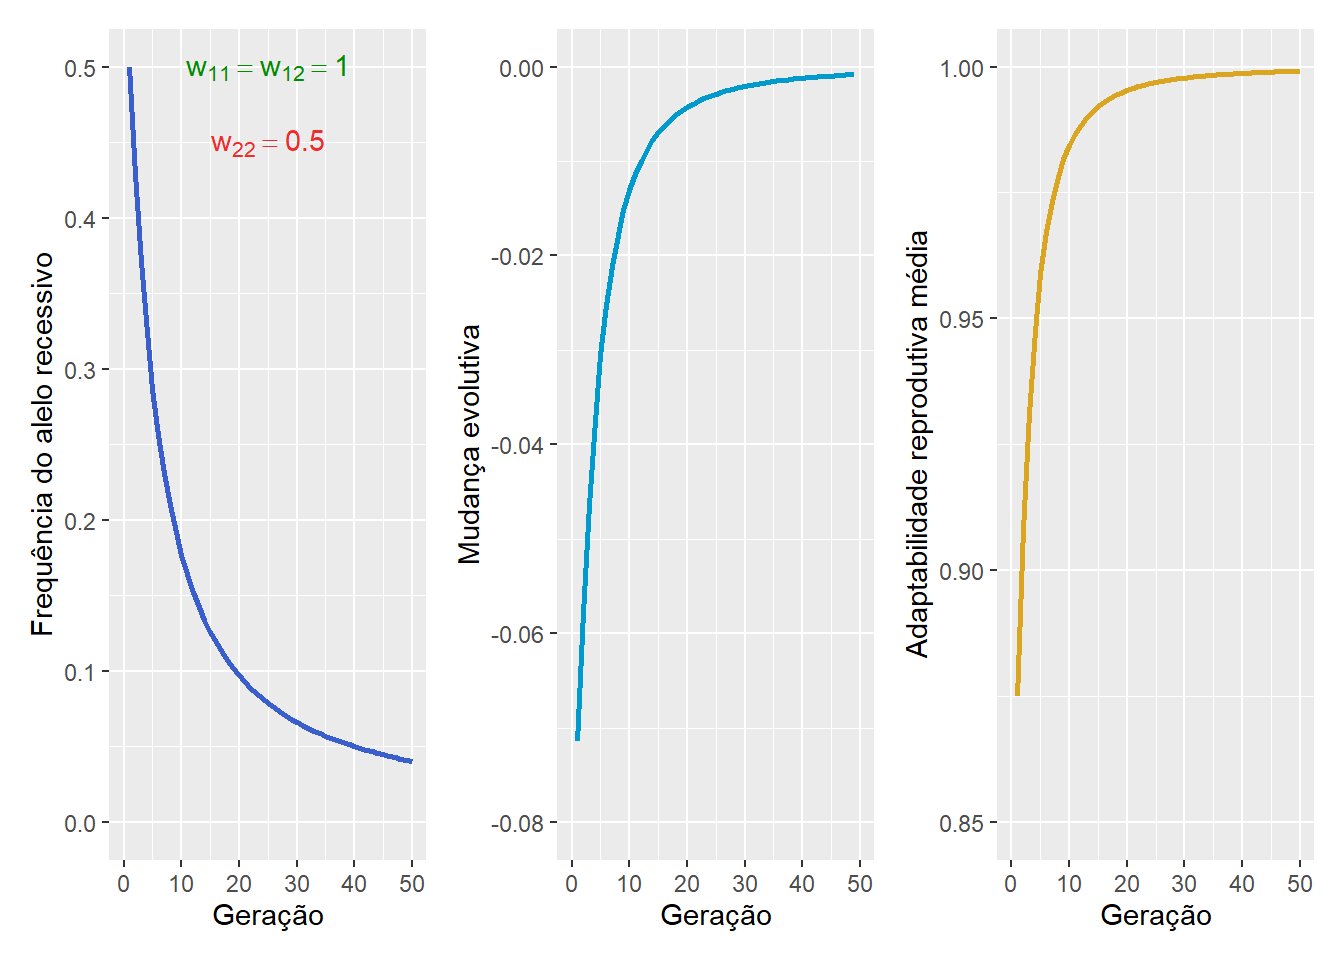 w11 = w12 = 1
w22 = 0.5
Frequência do alelo recessivo
0.5
0.4
0.3
0.2
0.1
0.0
0 10 20 30 40 50
Geração
Mudança evolutiva
0.00
-0.02
-0.04
-0.06
-0.08
0 10 20 30 40 50
Geração
Adaptabilidade reprodutiva média
1.00
0.95
0.90
0.85
0 10 20 30 40 50
Geração